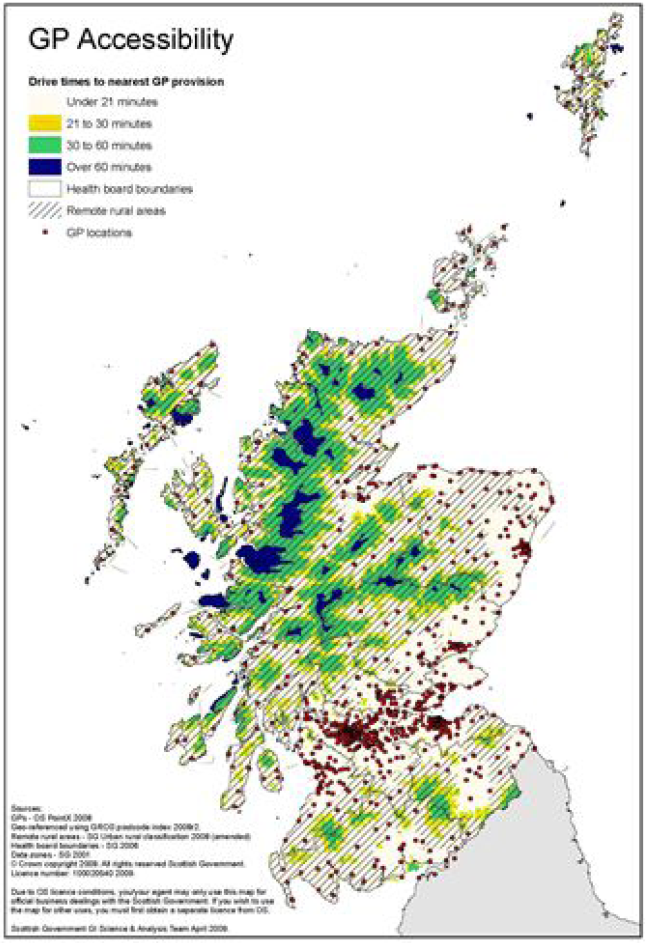 GP Accessibility
Drive times to nearest GP provision
Under 21 minutes
21 to 30 minutes
30 to 60 minutes
Over 60 minutes
Health board boundaries
Remote rural areas
GP locations
Sources:
GPs - OS PointX 2008
Geo-referenced using GROS postcode index 2008r2.
Remote rural areas - SG Urban rural classification 2008 (amended)
Health board boundaries - SG 2006
Data zones - SG 2001
© Crown copyright 2009. All rights reserved Scottish Government.
Licence number: 100020540 2009.
Due to OS licence conditions, you/your agent may only use this map for
official business dealings with the Scottish Government. If you wish to
use the map for other uses, you must first obtain a separate licence from OS.
Scottish Government GI Science & Analysis Team April 2009